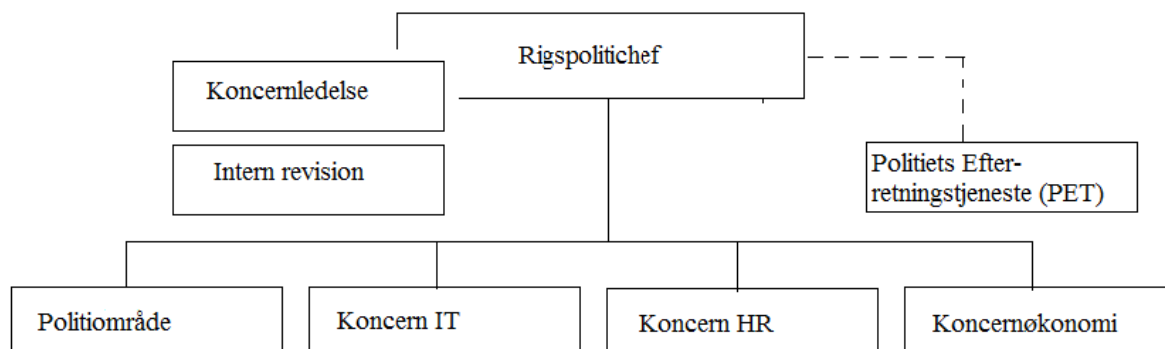 Rigspolitichef
Koncernledelse
Intern revision
Politiets Efter-
retningstjeneste (PET)
Politiområde
Koncern IT
Koncern HR
Koncernøkonomi